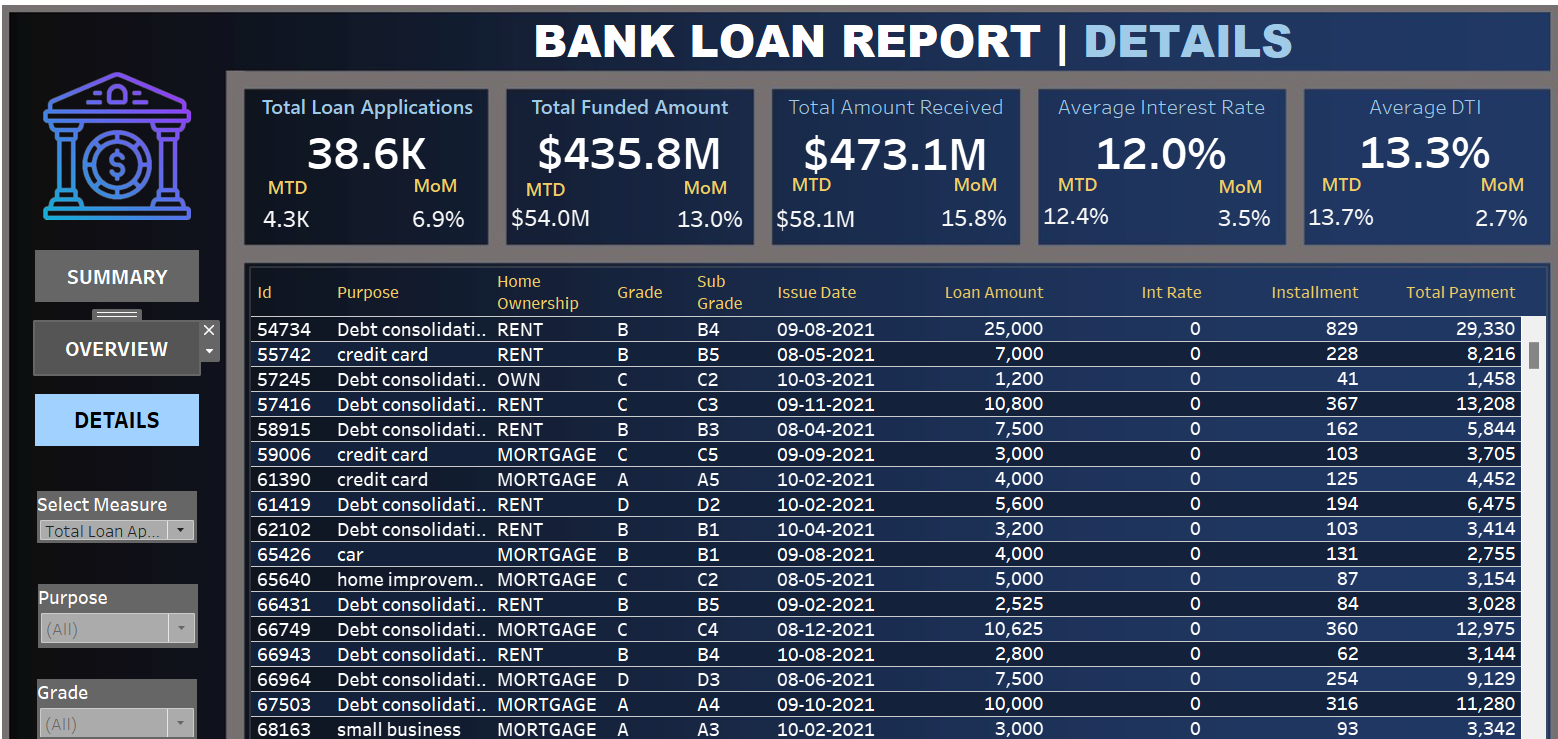 BANK LOAN REPORT | DETAILS
Total Loan Applications
38.6K
MTD MoM
4.3K 6.9%
Total Funded Amount
$435.8M
MTD MoM
$54.0M 13.0%
Total Amount Received
$473.1M
MTD MoM
$58.1M 15.8%
Average Interest Rate
12.0%
MTD MoM
12.4% 3.5%
Average DTI
13.3%
MTD MoM
13.7% 2.7%
SUMMARY
OVERVIEW
DETAILS
Select Measure
Total Loan Ap...
Purpose
(All)
Grade
(All)
Id Purpose Home Ownership Grade Sub Grade Issue Date Loan Amount Int Rate Installment Total Payment
54734 Debt consolidati.. RENT B B4 09-08-2021 25,000 0 829 29,330
55742 credit card RENT B B5 08-05-2021 7,000 0 228 8,216
57245 Debt consolidati.. OWN C C2 10-03-2021 1,200 0 41 1,458
57416 Debt consolidati.. RENT C C3 09-11-2021 10,800 0 367 13,208
58915 Debt consolidati.. RENT B B3 08-04-2021 7,500 0 162 5,844
59006 credit card MORTGAGE C C5 09-09-2021 3,000 0 103 3,705
61390 credit card MORTGAGE A A5 10-02-2021 4,000 0 125 4,452
61419 Debt consolidati.. RENT D D2 10-02-2021 5,600 0 194 6,475
62102 Debt consolidati.. RENT B B1 10-04-2021 3,200 0 103 3,414
65426 car MORTGAGE B B1 09-08-2021 4,000 0 131 2,755
65640 home improvem.. MORTGAGE C C2 08-05-2021 5,000 0 87 3,154
66431 Debt consolidati.. RENT B B5 09-02-2021 2,525 0 84 3,028
66749 Debt consolidati.. MORTGAGE C C4 08-12-2021 10,625 0 360 12,975
66943 Debt consolidati.. RENT B B4 10-08-2021 2,800 0 62 3,144
66964 Debt consolidati.. MORTGAGE D D3 08-06-2021 7,500 0 254 9,129
67503 Debt consolidati.. MORTGAGE A A4 09-10-2021 10,000 0 316 11,280
68163 small business MORTGAGE A A3 10-02-2021 3,000 0 93 3,342